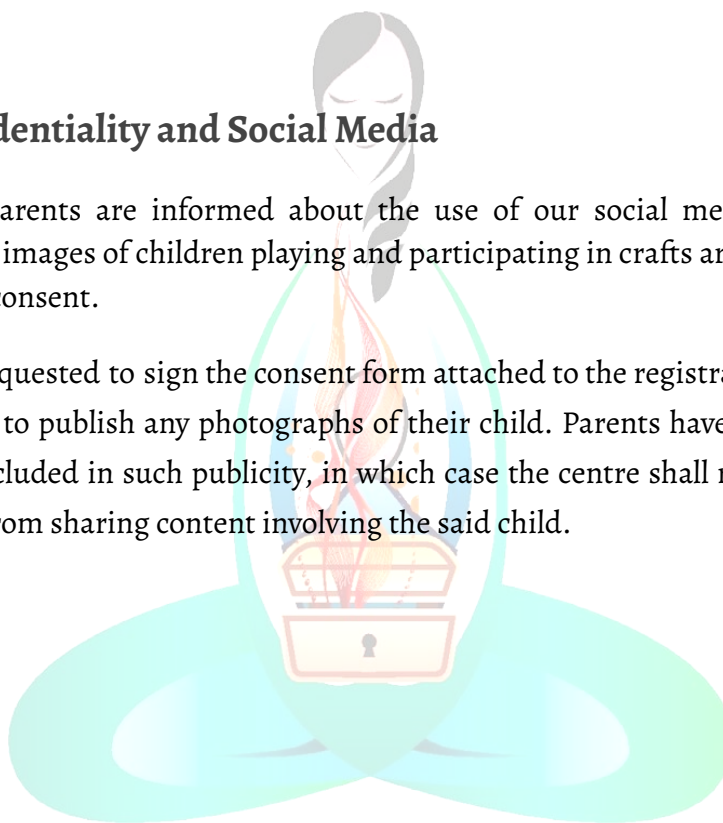 dentiality and Social Media
arents are informed about the use of our social me
images of children playing and participating in crafts ar
consent.
quested to sign the consent form attached to the registra
to publish any photographs of their child. Parents have
cluded in such publicity, in which case the centre shall r
rom sharing content involving the said child.